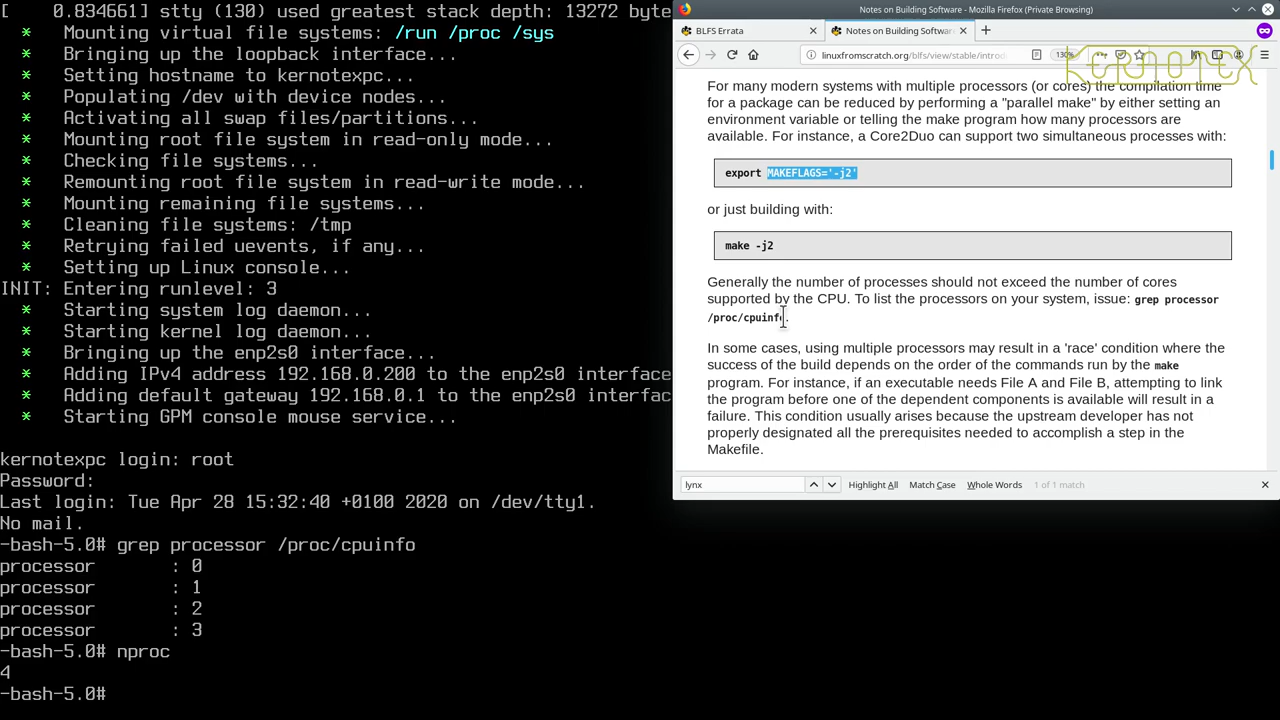 [    0.834661] stty (130) used greatest stack depth: 13272 byte
*   Mounting virtual file systems: /run /proc /sys
*   Bringing up the loopback interface...
*   Setting hostname to kernotexpc...
*   Populating /dev with device nodes...
*   Activating all swap files/partitions...
*   Mounting root file system in read-only mode...
*   Checking file systems...
*   Remounting root file system in read-write mode...
*   Mounting remaining file systems...
*   Cleaning file systems: /tmp
*   Retrying failed uevents, if any...
*   Setting up Linux console...
INIT: Entering runlevel: 3
*   Starting system log daemon...
*   Starting kernel log daemon...
*   Bringing up the enp2s0 interface...
*   Adding IPv4 address 192.168.0.200 to the enp2s0 interface
*   Adding default gateway 192.168.0.1 to the enp2s0 interfac
*   Starting GPM console mouse service...
kernotexpc login: root
Password:
Last login: Tue Apr 28 15:32:40 +0100 2020 on /dev/tty1.
No mail.
-bash-5.0# grep processor /proc/cpuinfo
processor       : 0
processor       : 1
processor       : 2
processor       : 3
-bash-5.0# nproc
4
-bash-5.0#
Notes on Building Software - Mozilla Firefox (Private Browsing)
BLFS Errata
Notes on Building Software
linuxfromscratch.org/blfs/view/stable/introd
130%
KERNOTEX
For many modern systems with multiple processors (or cores) the compilation time
for a package can be reduced by performing a "parallel make" by either setting an
environment variable or telling the make program how many processors are
available. For instance, a Core2Duo can support two simultaneous processes with:
export MAKEFLAGS='-j2'
or just building with:
make -j2
Generally the number of processes should not exceed the number of cores
supported by the CPU. To list the processors on your system, issue: grep processor
/proc/cpuinfo.
In some cases, using multiple processors may result in a 'race' condition where the
success of the build depends on the order of the commands run by the make
program. For instance, if an executable needs File A and File B, attempting to link
the program before one of the dependent components is available will result in a
failure. This condition usually arises because the upstream developer has not
properly designated all the prerequisites needed to accomplish a step in the
Makefile.
lynx
Highlight All
Match Case
Whole Words
1 of 1 match